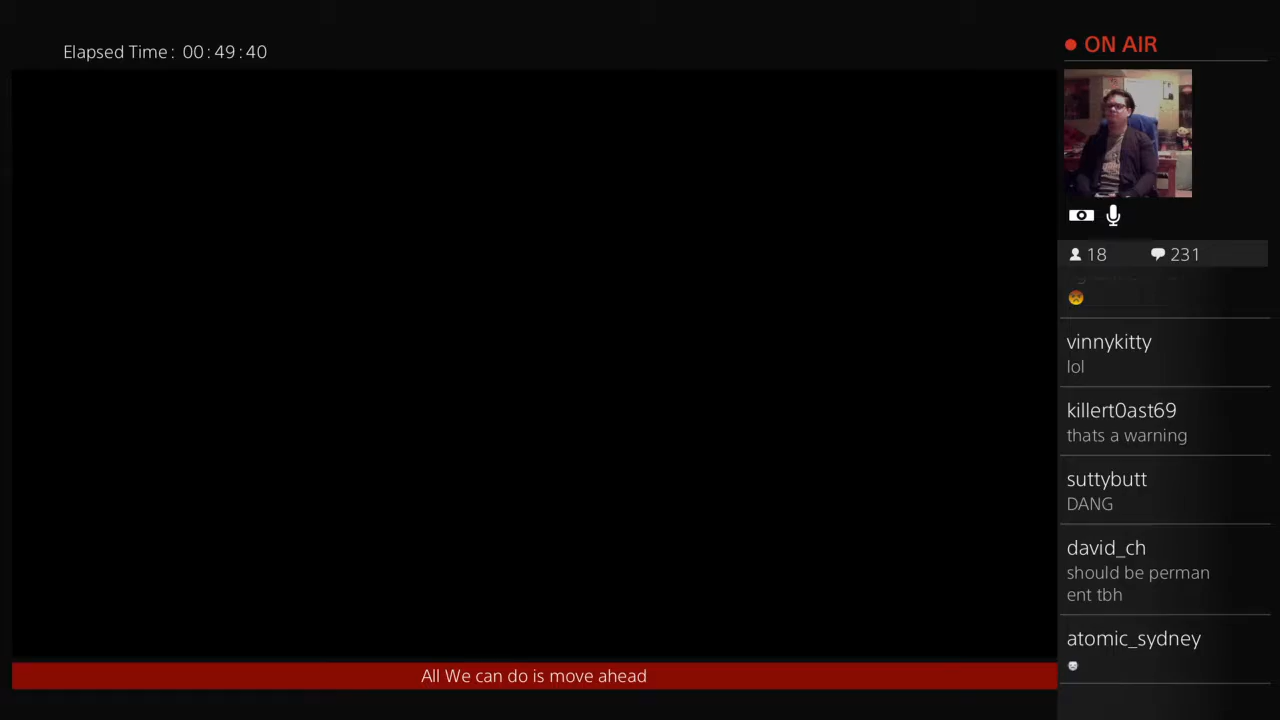 Elapsed Time: 00:49:40
ON AIR
18 231
vinnykitty
lol
killert0ast69
thats a warning
suttybutt
DANG
david_ch
should be perman
ent tbh
atomic_sydney
All We can do is move ahead